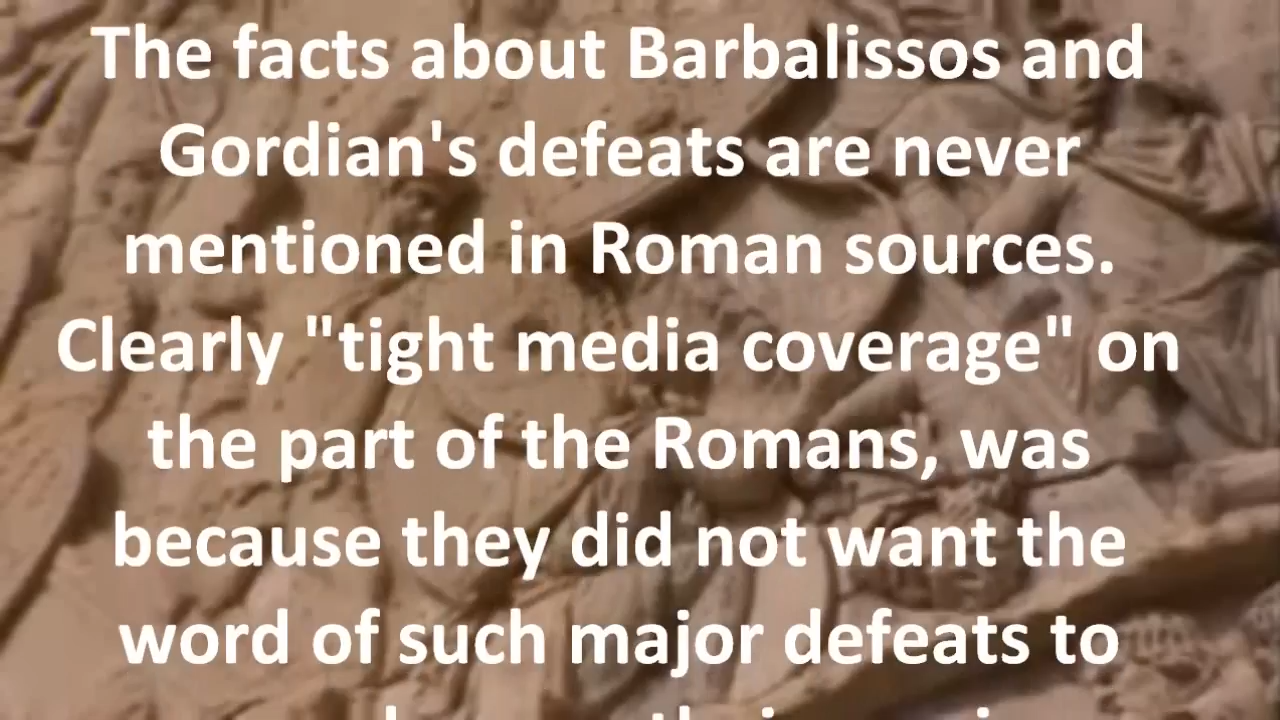 The facts about Barbalissos and
Gordian's defeats are never
mentioned in Roman sources.
Clearly "tight media coverage" on
the part of the Romans, was
because they did not want the
word of such major defeats to